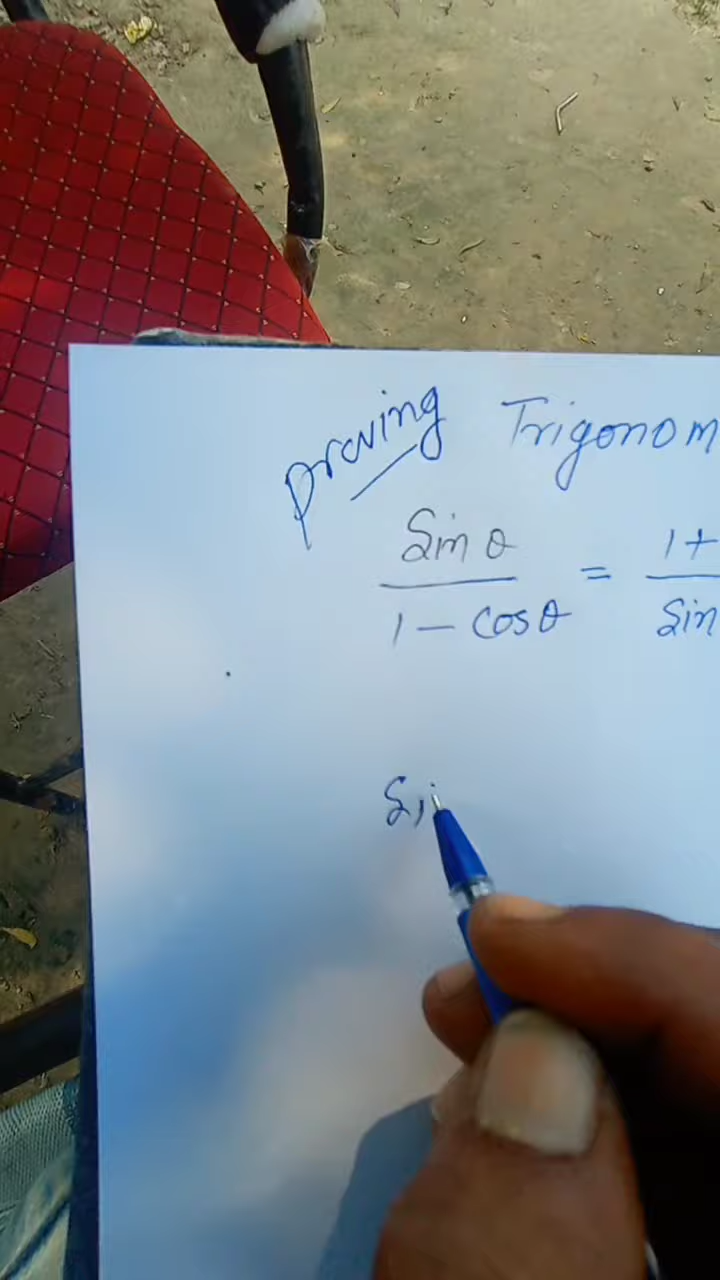 proving Trigonom
sin θ / 1 - cos θ = 1+ / sin
si